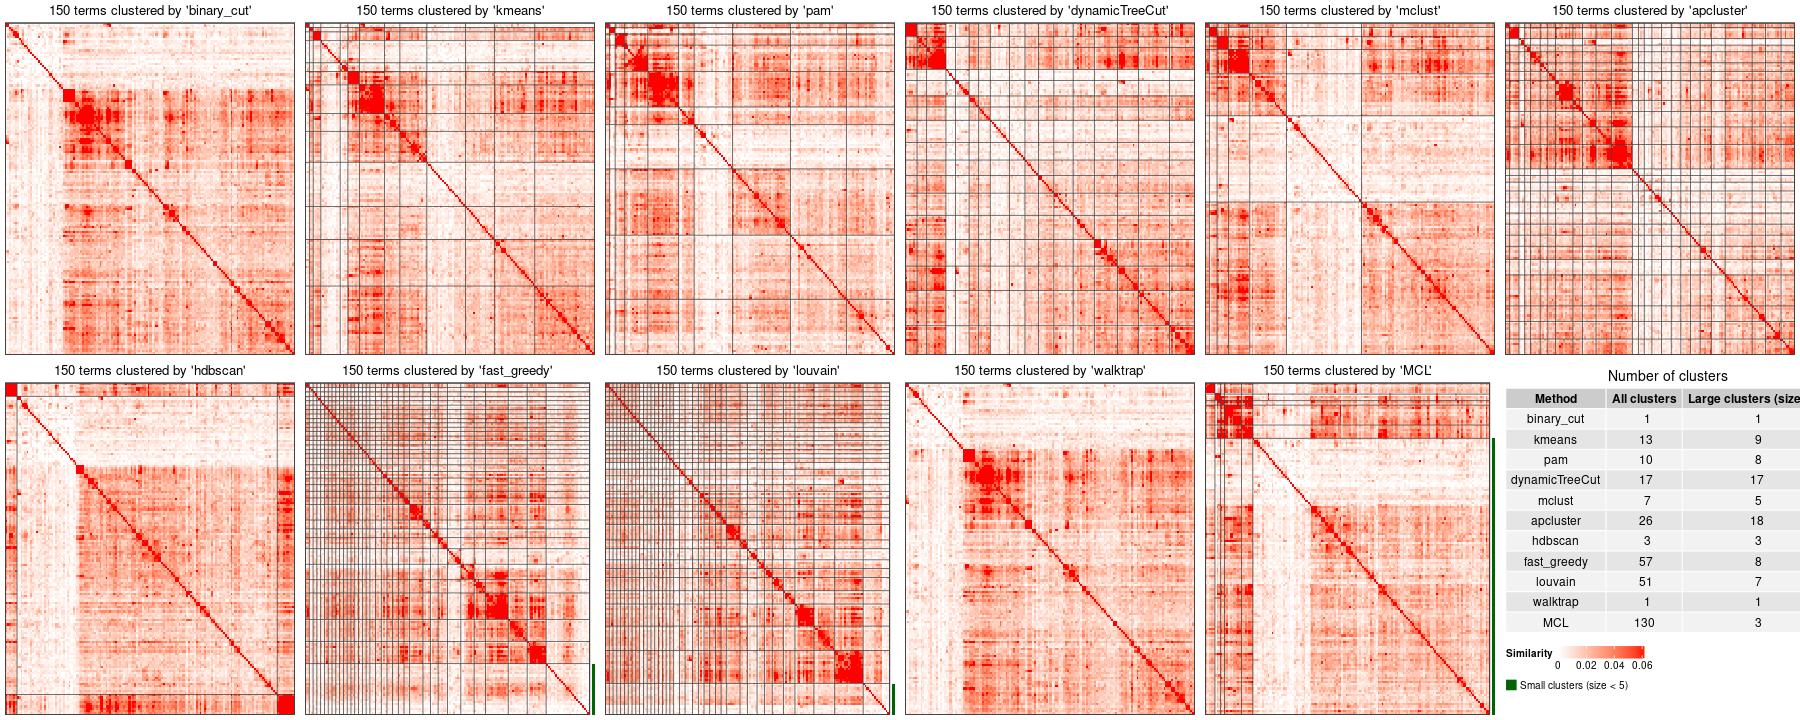 150 terms clustered by 'binary_cut'
150 terms clustered by 'kmeans'
150 terms clustered by 'pam'
150 terms clustered by 'dynamicTreeCut'
150 terms clustered by 'mclust'
150 terms clustered by 'apcluster'
150 terms clustered by 'hdbscan'
150 terms clustered by 'fast_greedy'
150 terms clustered by 'louvain'
150 terms clustered by 'walktrap'
150 terms clustered by 'MCL'
Number of clusters
Method All clusters Large clusters (size
binary_cut 1 1
kmeans 13 9
pam 10 8
dynamicTreeCut 17 17
mclust 7 5
apcluster 26 18
hdbscan 3 3
fast_greedy 57 8
louvain 51 7
walktrap 1 1
MCL 130 3
Similarity
0 0.02 0.04 0.06
Small clusters (size < 5)